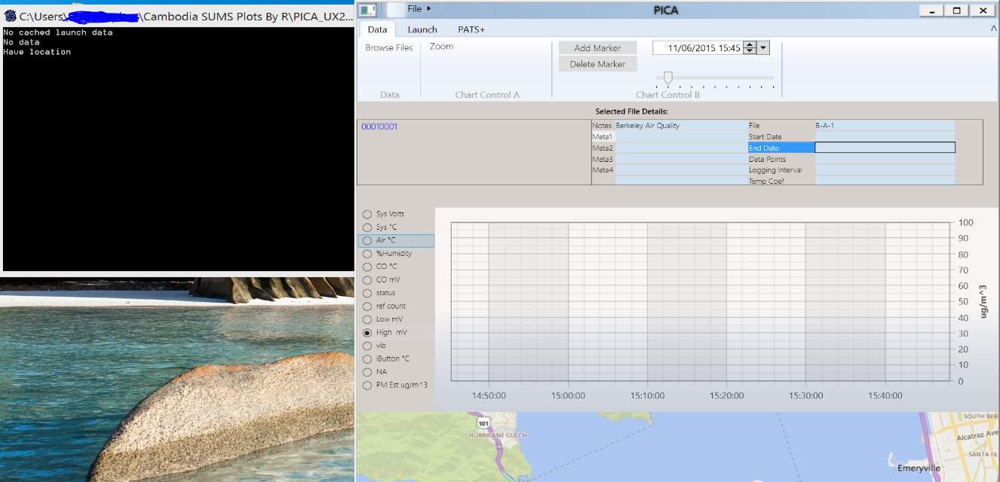 C:\Users\ \Cambodia SUMS Plots By R\PICA_UX2...
No cached launch data
No data
Have location
File
PICA
Data Launch PATS+
Browse Files
Zoom
Add Marker
11/06/2015 15:45
Delete Marker
Data
Chart Control A
Chart Control B
Selected File Details:
00010001
Notes Berkeley Air Quality File B-A-1
Meta1 Start Date
Meta2 End Date
Meta3 Data Points
Meta4 Logging Interval
Temp Coef
Sys Volts
Sys °C
Air °C
%Humidity
CO °C
CO mV
status
ref count
Low mV
High mV
vib
iButton °C
NA
PM Est ug/m^3
100
90
80
70
60
50
40
30
20
10
0
ug/m^3
14:50:00 15:00:00 15:10:00 15:20:00 15:30:00 15:40:00
101
HURRICANE GULCH
SOUTH BER
Alcatraz Ave
SANTA FE
Emeryville